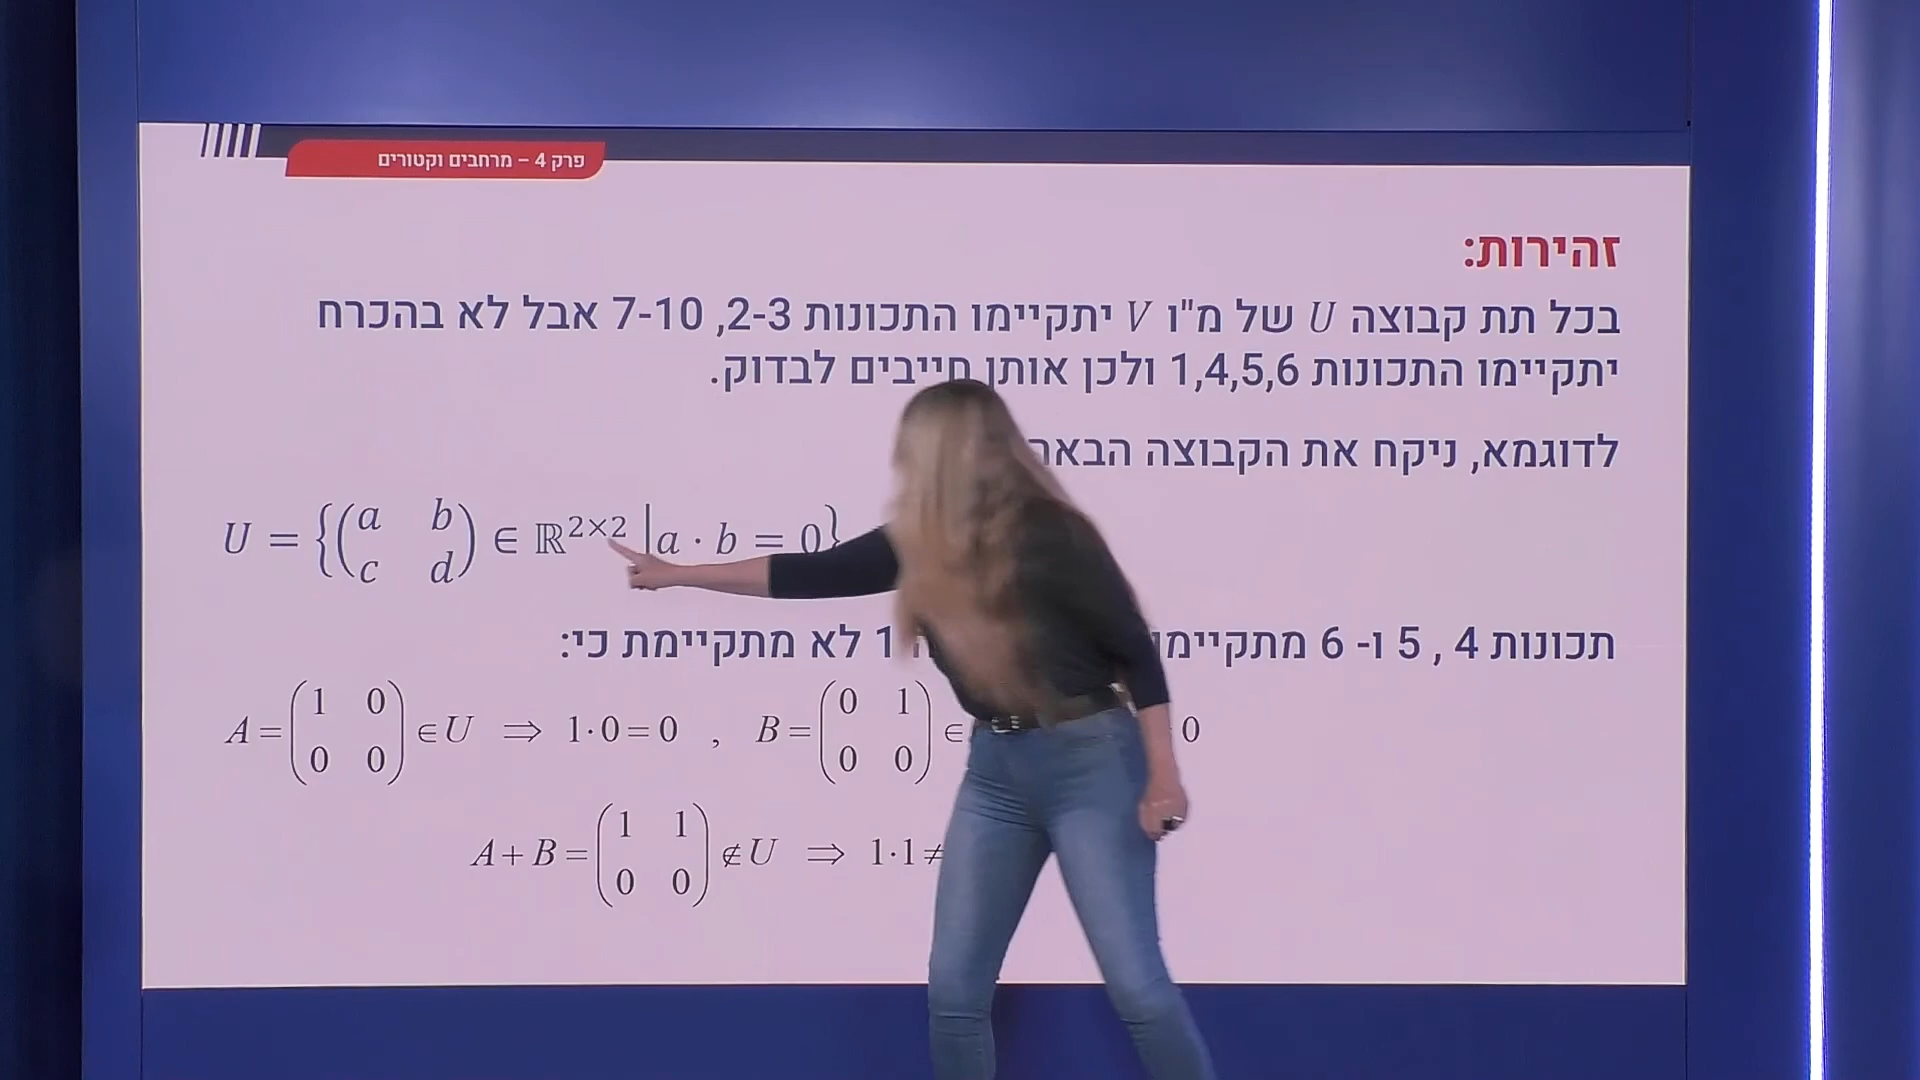 פרק 4 – מרחבים וקטורים
זהירות:
בכל תת קבוצה U של מ"ו V יתקיימו התכונות 2-3, 7-10 אבל לא בהכרח
יתקיימו התכונות 1,4,5,6 ולכן אותן חייבים לבדוק.
לדוגמא, ניקח את הקבוצה
U = {(a b c d) ∈ ℝ^{2×2} | a · b = 0}
תכונות 4 , 5 ו- 6 1 לא מתקיימת כי:
A = (1 0 0 0) ∈ U ⇒ 1·0 = 0 , B = (0 1 0 0) ∈ 0
A + B = (1 1 0 0) ∉ U ⇒ 1·1 ≠